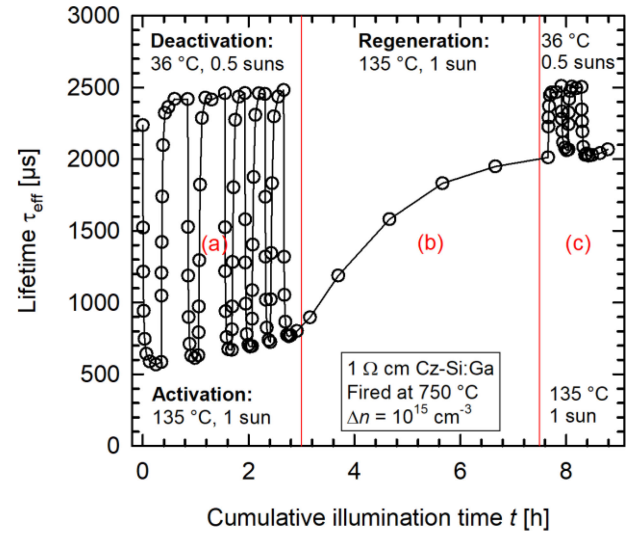 3000
2500
2000
1500
1000
500
0
Lifetime τeff [µs]
Deactivation:
36 °C, 0.5 suns
Regeneration:
135 °C, 1 sun
36 °C
0.5 suns
(a)
(b)
(c)
Activation:
135 °C, 1 sun
1 Ω cm Cz-Si:Ga
Fired at 750 °C
Δn = 10¹⁵ cm⁻³
135 °C
1 sun
0 2 4 6 8
Cumulative illumination time t [h]